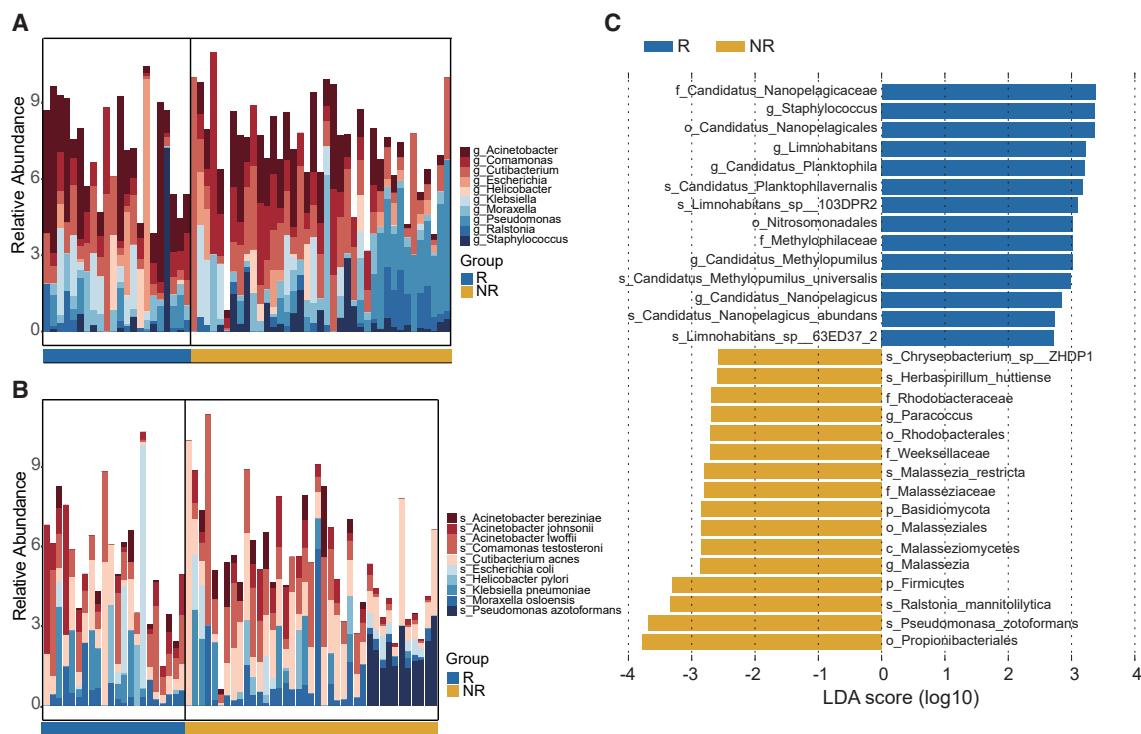 A
Relative Abundance
9
6
3
0
g_Acinetobacter
g_Comamonas
g_Cutibacterium
g_Escherichia
g_Helicobacter
g_Klebsiella
g_Moraxella
g_Pseudomonas
g_Ralstonia
g_Staphylococcus
Group
R
NR
B
Relative Abundance
9
6
3
0
s_Acinetobacter bereziniae
s_Acinetobacter johnsonii
s_Acinetobacter lwoffii
s_Comamonas testosteroni
s_Cutibacterium acnes
s_Escherichia coli
s_Helicobacter pylori
s_Klebsiella pneumoniae
s_Moraxella osloensis
s_Pseudomonas azotoformans
Group
R
NR
C
R NR
f_Candidatus_Nanopelagicaceae
g_Staphylococcus
o_Candidatus_Nanopelagicales
g_Limnohabitans
g_Candidatus_Planktophila
s_Candidatus_Planktophilavernalis
s_Limnohabitans_sp__103DPR2
o_Nitrosomonadales
f_Methylophilaceae
g_Candidatus_Methylopumilus
s_Candidatus_Methylopumilus_universalis
g_Candidatus_Nanopelagicus
s_Candidatus_Nanopelagicus_abundans
s_Limnohabitans_sp__63ED37_2
s_Chryseobacterium_sp__ZHDP1
s_Herbaspirillum_huttiense
f_Rhodobacteraceae
g_Paracoccus
o_Rhodobacterales
f_Weeksellaceae
s_Malassezia_restricta
f_Malasseziaceae
p_Basidiomycota
o_Malasseziales
c_Malasseziomycetes
g_Malassezia
p_Firmicutes
s_Ralstonia_mannitolilytica
s_Pseudomonasa_zotoformans
o_Propionibacteriales
-4 -3 -2 -1 0 1 2 3 4
LDA score (log10)